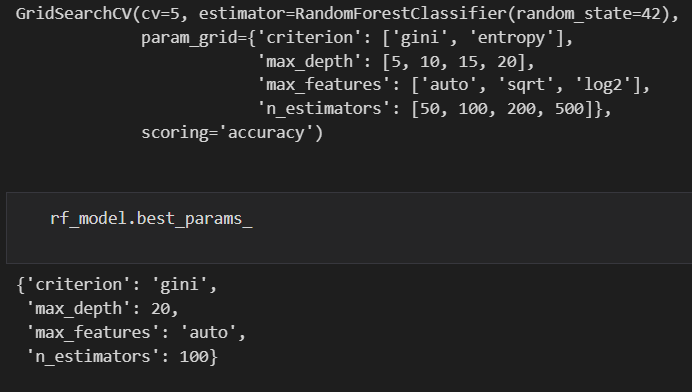 GridSearchCV(cv=5, estimator=RandomForestClassifier(random_state=42),
             param_grid={'criterion': ['gini', 'entropy'],
                         'max_depth': [5, 10, 15, 20],
                         'max_features': ['auto', 'sqrt', 'log2'],
                         'n_estimators': [50, 100, 200, 500]},
             scoring='accuracy')
rf_model.best_params_
{'criterion': 'gini',
 'max_depth': 20,
 'max_features': 'auto',
 'n_estimators': 100}